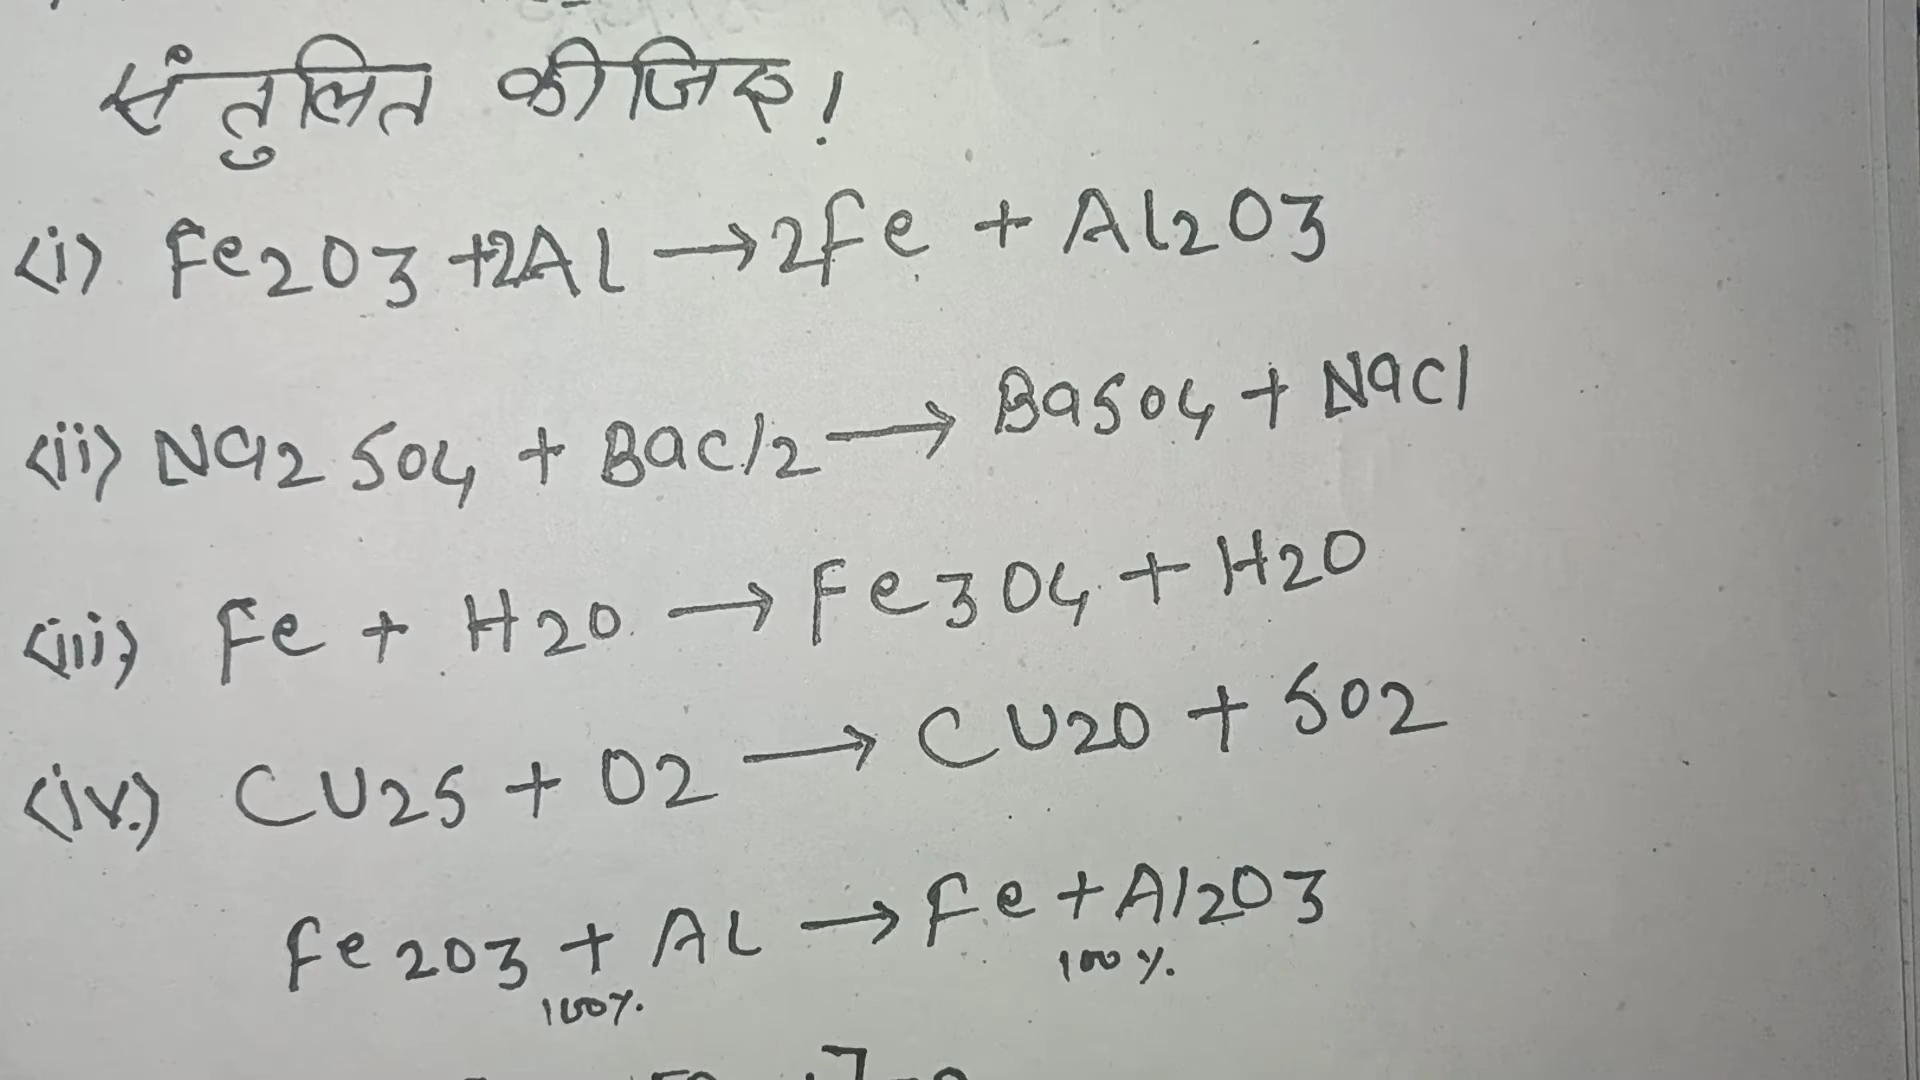 संतुलित कीजिए!
(i) Fe2O3 +2Al → 2Fe + Al2O3
(ii) Na2SO4 + BaCl2 → BaSO4 + NaCl
(iii) Fe + H2O → Fe3O4 + H2O
(iv.) CU2S + O2 → CU2O + SO2
Fe2O3 + AL → Fe + Al2O3
100% 100%